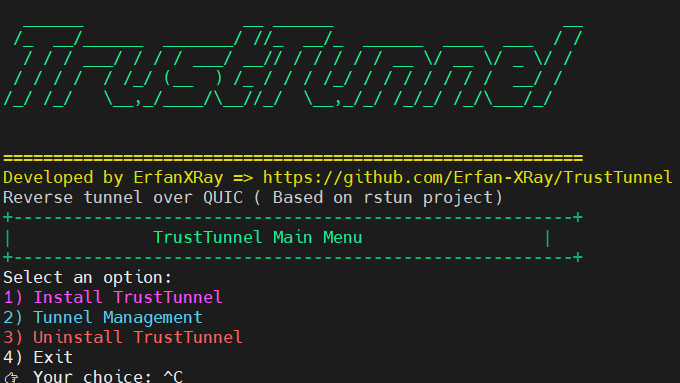 TrustTunnel
Developed by ErfanXRay => https://github.com/Erfan-XRay/TrustTunnel
Reverse tunnel over QUIC ( Based on rstun project)
TrustTunnel Main Menu
Select an option:
1) Install TrustTunnel
2) Tunnel Management
3) Uninstall TrustTunnel
4) Exit
👉 Your choice: ^C